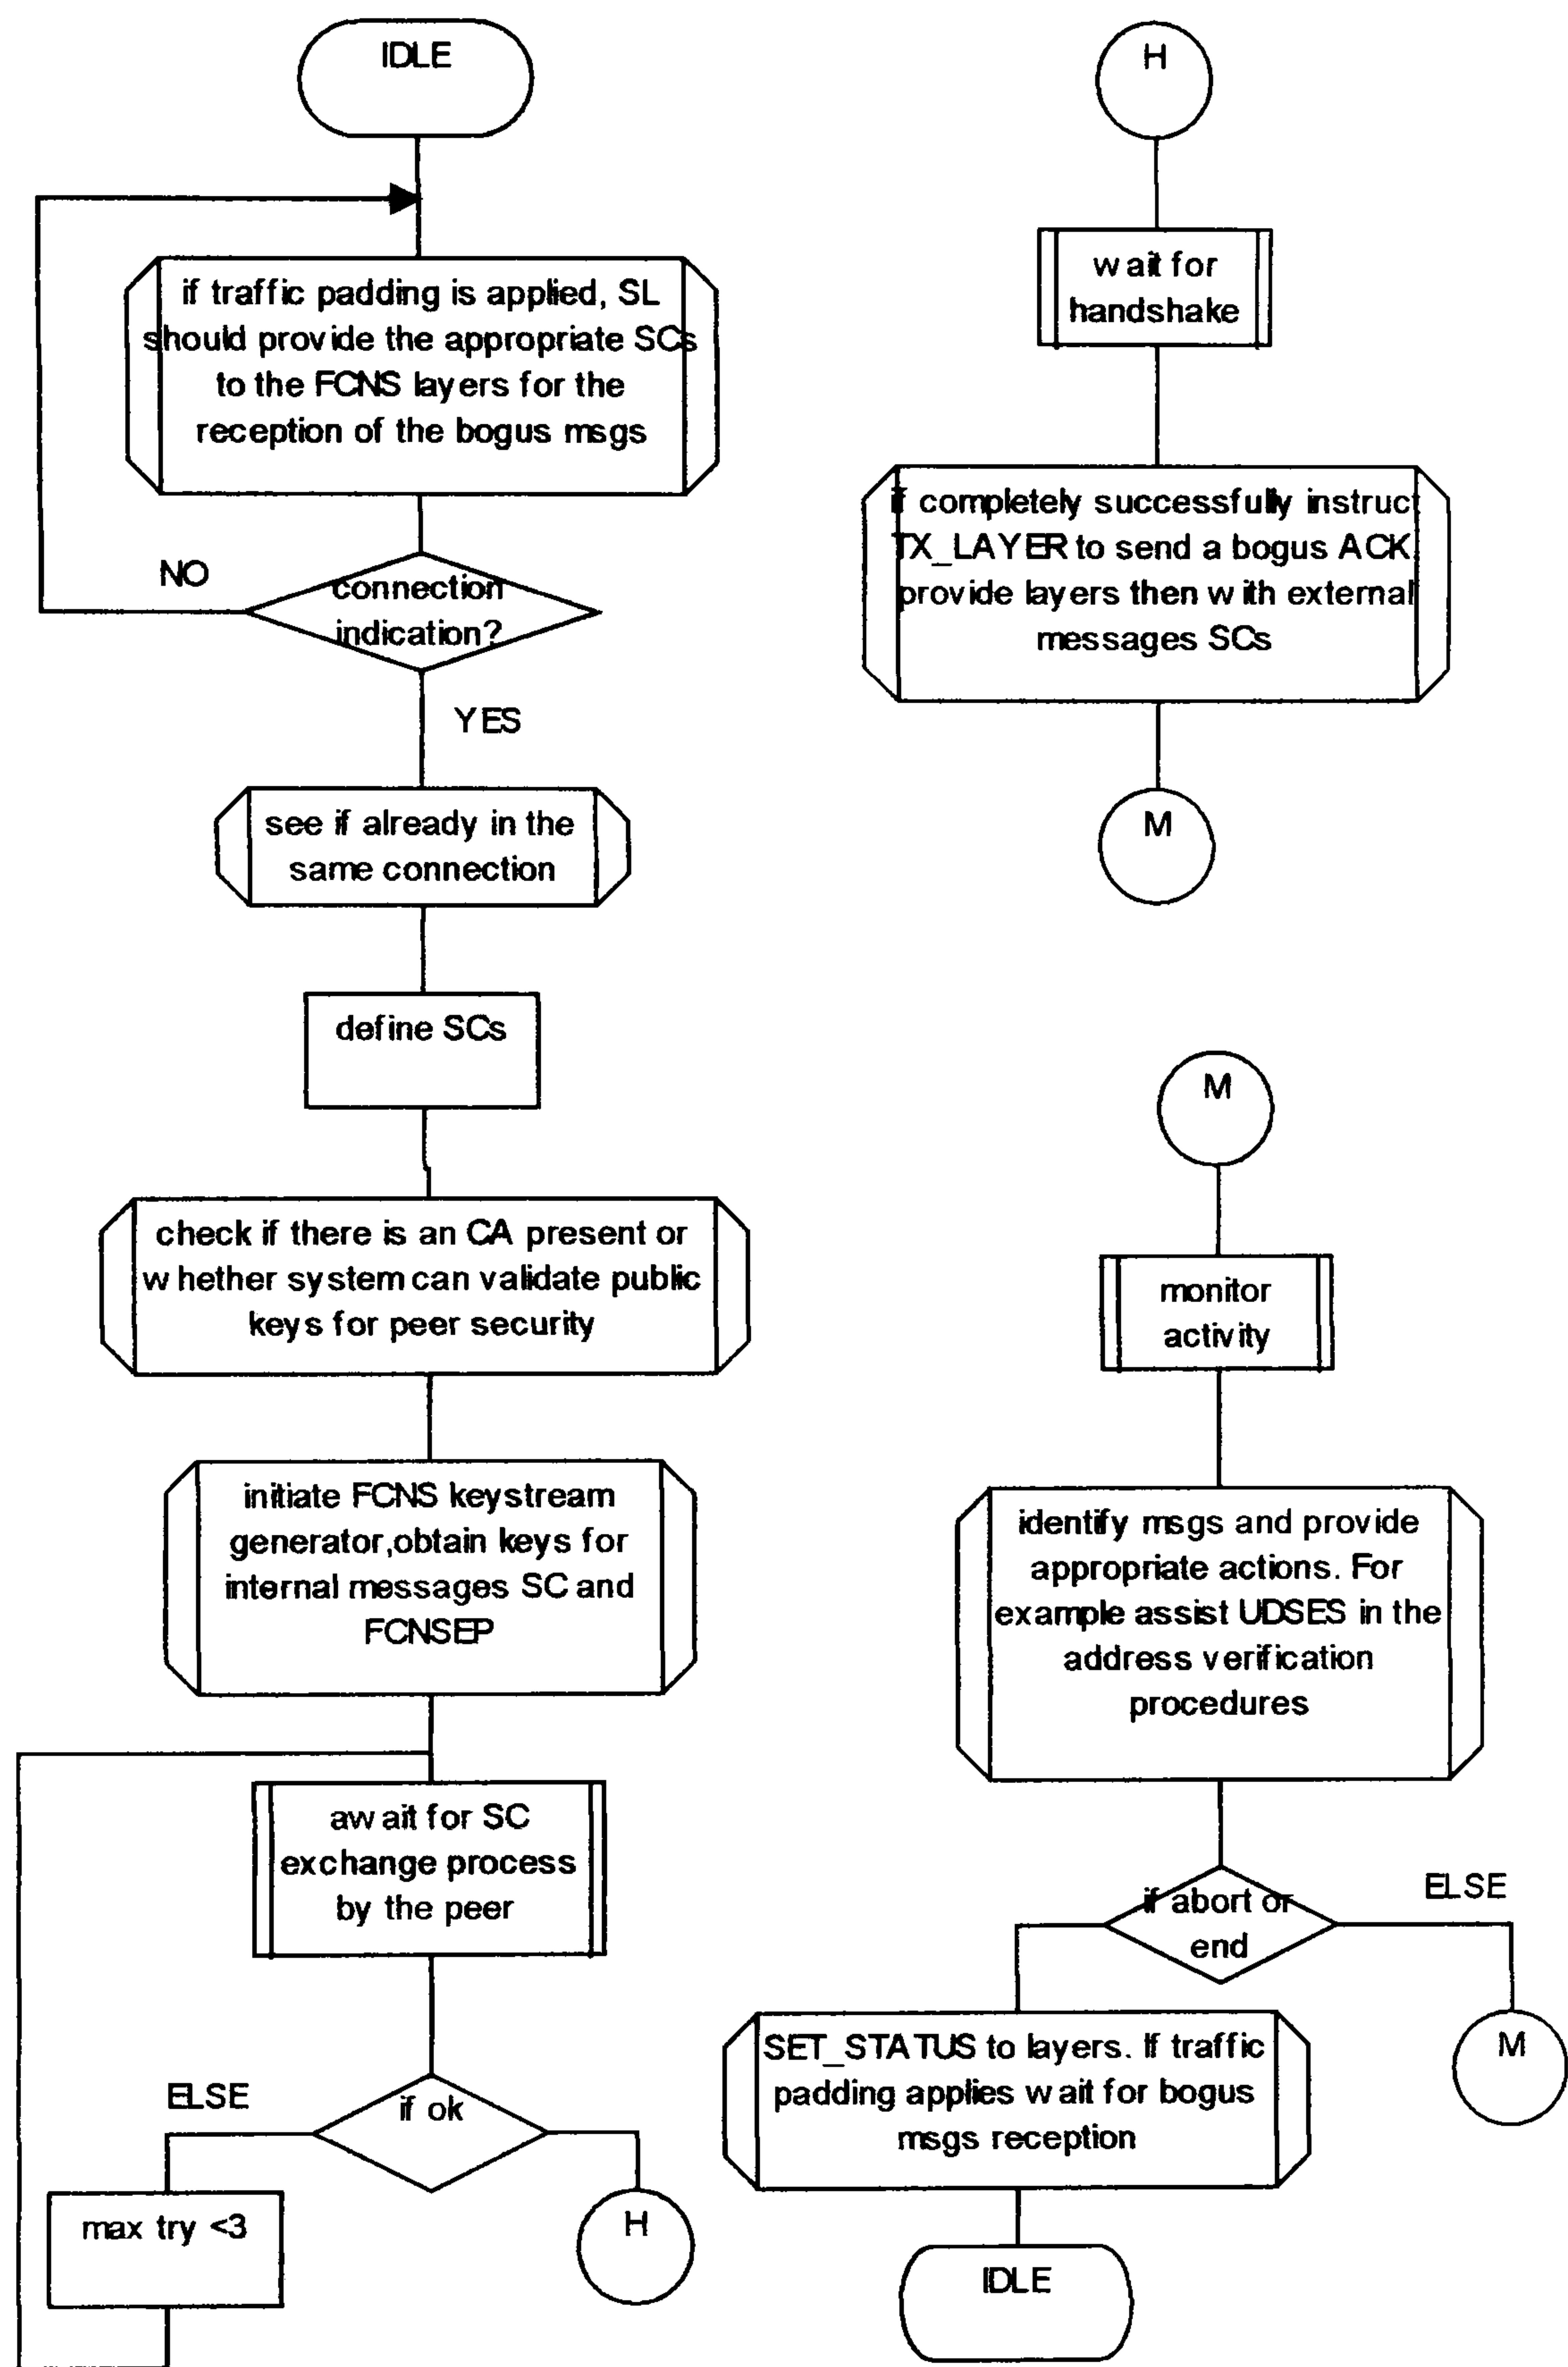 IDLE
if traffic padding is applied, SL
should provide the appropriate SCs
to the FCNS layers for the
reception of the bogus msgs
NO
connection
indication?
YES
see if already in the
same connection
define SCs
check if there is an CA present or
whether system can validate public
keys for peer security
initiate FCNS keystream
generator,obtain keys for
internal messages SC and
FCNSEP
await for SC
exchange process
by the peer
ELSE
if ok
max try <3
H
H
wait for
handshake
if completely successfully instruct
TX_LAYER to send a bogus ACK
provide layers then with external
messages SCs
M
M
monitor
activity
identify msgs and provide
appropriate actions. For
example assist UDSES in the
address verification
procedures
if abort or
end
ELSE
M
SET_STATUS to layers. If traffic
padding applies wait for bogus
msgs reception
IDLE